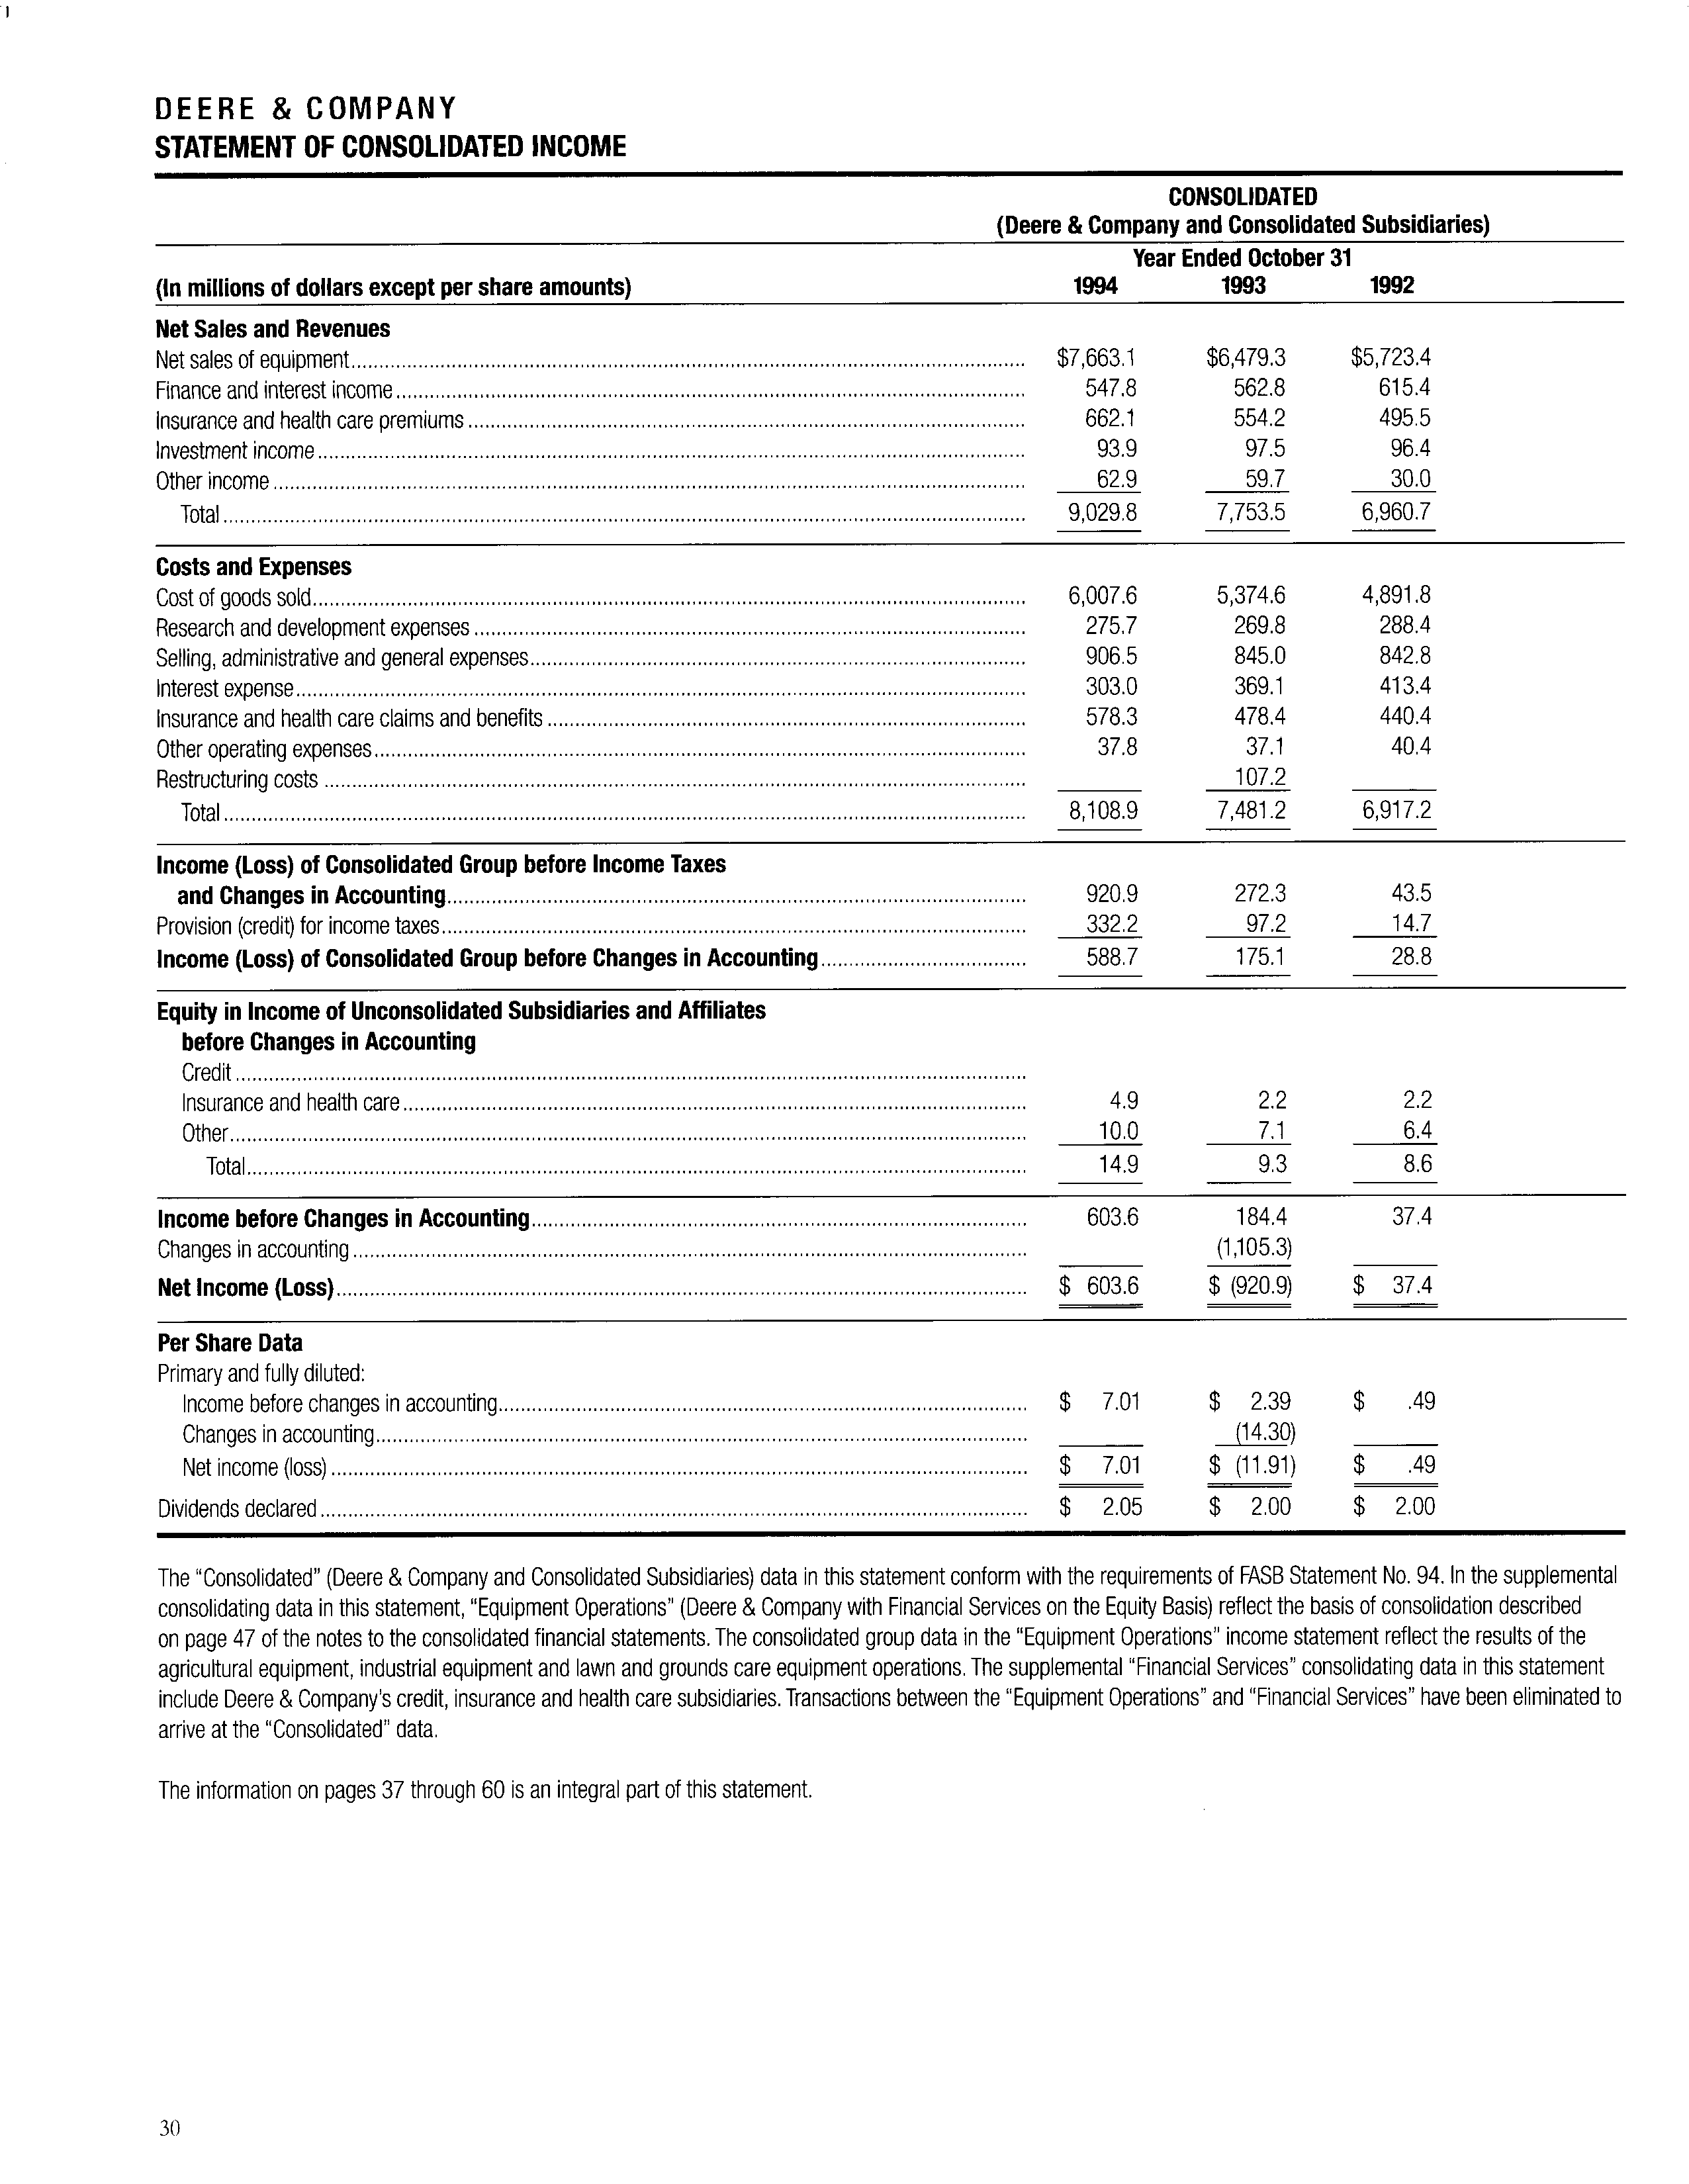 DEERE & COMPANY
STATEMENT OF CONSOLIDATED INCOME
CONSOLIDATED
(Deere & Company and Consolidated Subsidiaries)
Year Ended October 31
(In millions of dollars except per share amounts) 1994 1993 1992
Net Sales and Revenues
Net sales of equipment $7,663.1 $6,479.3 $5,723.4
Finance and interest income 547.8 562.8 615.4
Insurance and health care premiums 662.1 554.2 495.5
Investment income 93.9 97.5 96.4
Other income 62.9 59.7 30.0
Total 9,029.8 7,753.5 6,960.7
Costs and Expenses
Cost of goods sold 6,007.6 5,374.6 4,891.8
Research and development expenses 275.7 269.8 288.4
Selling, administrative and general expenses 906.5 845.0 842.8
Interest expense 303.0 369.1 413.4
Insurance and health care claims and benefits 578.3 478.4 440.4
Other operating expenses 37.8 37.1 40.4
Restructuring costs 107.2
Total 8,108.9 7,481.2 6,917.2
Income (Loss) of Consolidated Group before Income Taxes
and Changes in Accounting 920.9 272.3 43.5
Provision (credit) for income taxes 332.2 97.2 14.7
Income (Loss) of Consolidated Group before Changes in Accounting 588.7 175.1 28.8
Equity in Income of Unconsolidated Subsidiaries and Affiliates
before Changes in Accounting
Credit
Insurance and health care 4.9 2.2 2.2
Other 10.0 7.1 6.4
Total 14.9 9.3 8.6
Income before Changes in Accounting 603.6 184.4 37.4
Changes in accounting (1,105.3)
Net Income (Loss) $ 603.6 $ (920.9) $ 37.4
Per Share Data
Primary and fully diluted:
Income before changes in accounting $ 7.01 $ 2.39 $ .49
Changes in accounting (14.30)
Net income (loss) $ 7.01 $ (11.91) $ .49
Dividends declared $ 2.05 $ 2.00 $ 2.00
The “Consolidated” (Deere & Company and Consolidated Subsidiaries) data in this statement conform with the requirements of FASB Statement No. 94. In the supplemental
consolidating data in this statement, “Equipment Operations” (Deere & Company with Financial Services on the Equity Basis) reflect the basis of consolidation described
on page 47 of the notes to the consolidated financial statements. The consolidated group data in the “Equipment Operations” income statement reflect the results of the
agricultural equipment, industrial equipment and lawn and grounds care equipment operations. The supplemental “Financial Services” consolidating data in this statement
include Deere & Company's credit, insurance and health care subsidiaries. Transactions between the “Equipment Operations” and “Financial Services” have been eliminated to
arrive at the “Consolidated” data.
The information on pages 37 through 60 is an integral part of this statement.
30